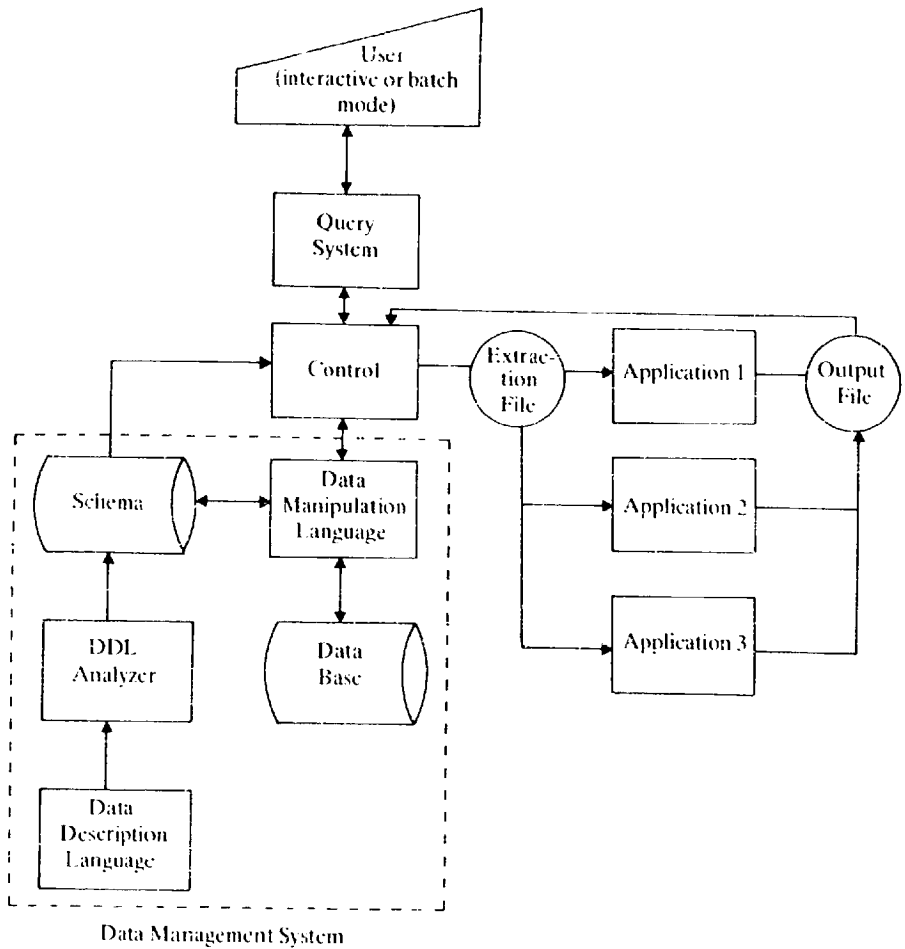 User
(interactive or batch
mode)
Query
System
Control
Extrac-
tion
File
Application 1
Output
File
Schema
Data
Manipulation
Language
Application 2
DDL
Analyzer
Data
Base
Application 3
Data
Description
Language
Data Management System